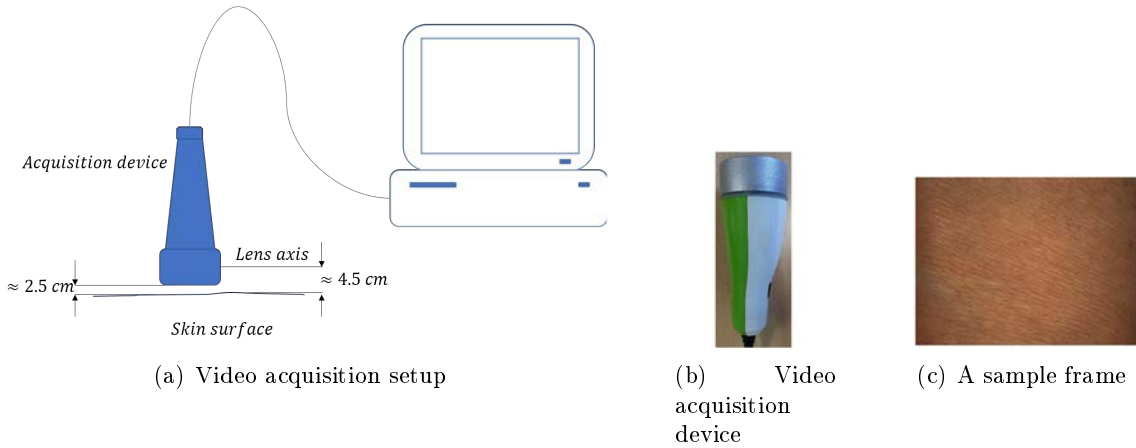 Acquisition device
Lens axis
≈ 2.5 cm
≈ 4.5 cm
Skin surface
(a) Video acquisition setup
(b) Video
acquisition
device
(c) A sample frame